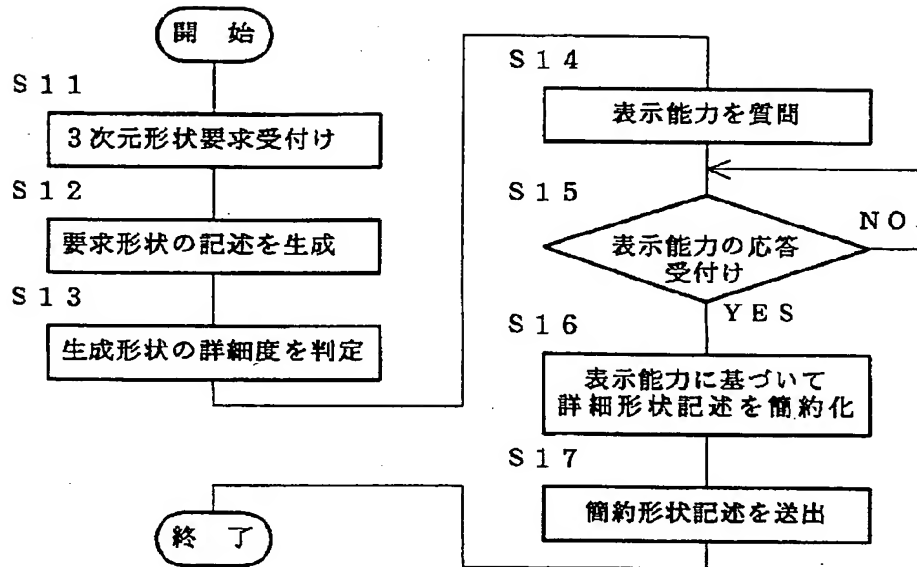 開 始
S11
3次元形状要求受付け
S12
要求形状の記述を生成
S13
生成形状の詳細度を判定
S14
表示能力を質問
S15
表示能力の応答
受付け
NO
YES
S16
表示能力に基づいて
詳細形状記述を簡約化
S17
簡約形状記述を送出
終 了